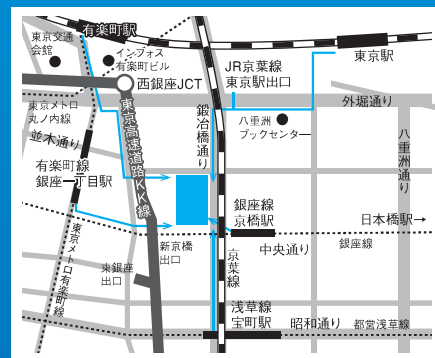 有楽町駅
東京交通
会館
インフォス
有楽町ビル
西銀座JCT
JR京葉線
東京駅出口
東京駅
外堀通り
東京メトロ
丸ノ内線
並木通り
鍛冶橋通り
八重洲
ブックセンター
八重洲通り
東京高速道路KK線
有楽町線
銀座一丁目駅
銀座線
京橋駅
日本橋駅→
中央通り
銀座線
新京橋
出口
東京メトロ有楽町線
東銀座
出口
京葉線
浅草線
宝町駅
昭和通り
都営浅草線